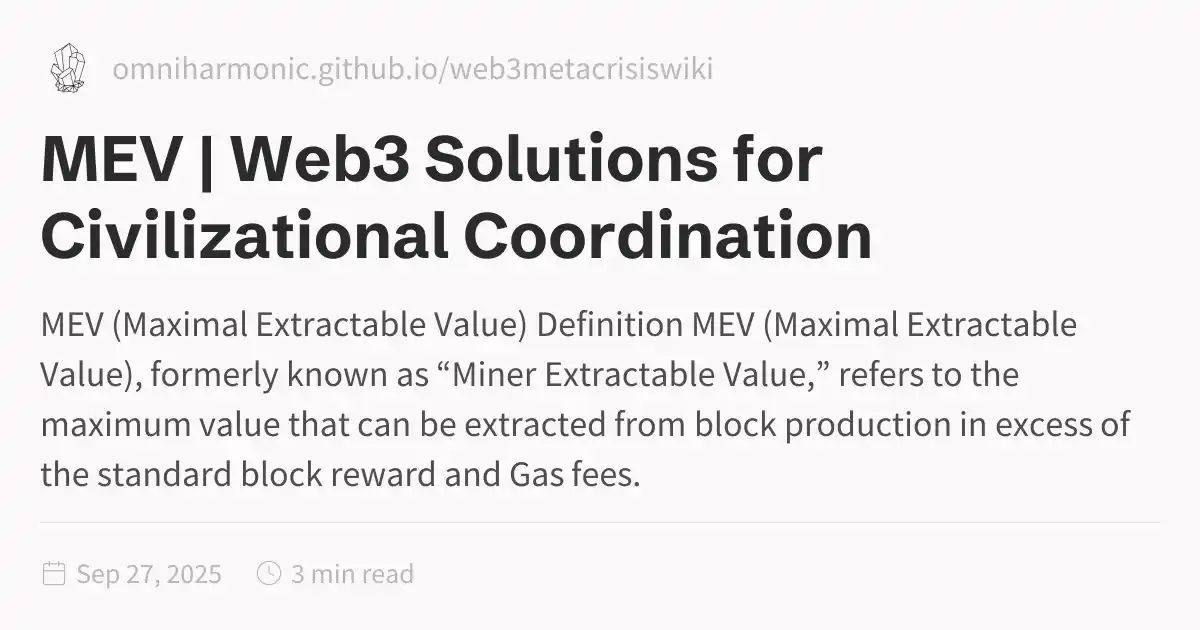 omniharmonic.github.io/web3metacrisiswiki
MEV | Web3 Solutions for
Civilizational Coordination
MEV (Maximal Extractable Value) Definition MEV (Maximal Extractable
Value), formerly known as “Miner Extractable Value,” refers to the
maximum value that can be extracted from block production in excess of
the standard block reward and Gas fees.
Sep 27, 2025 3 min read